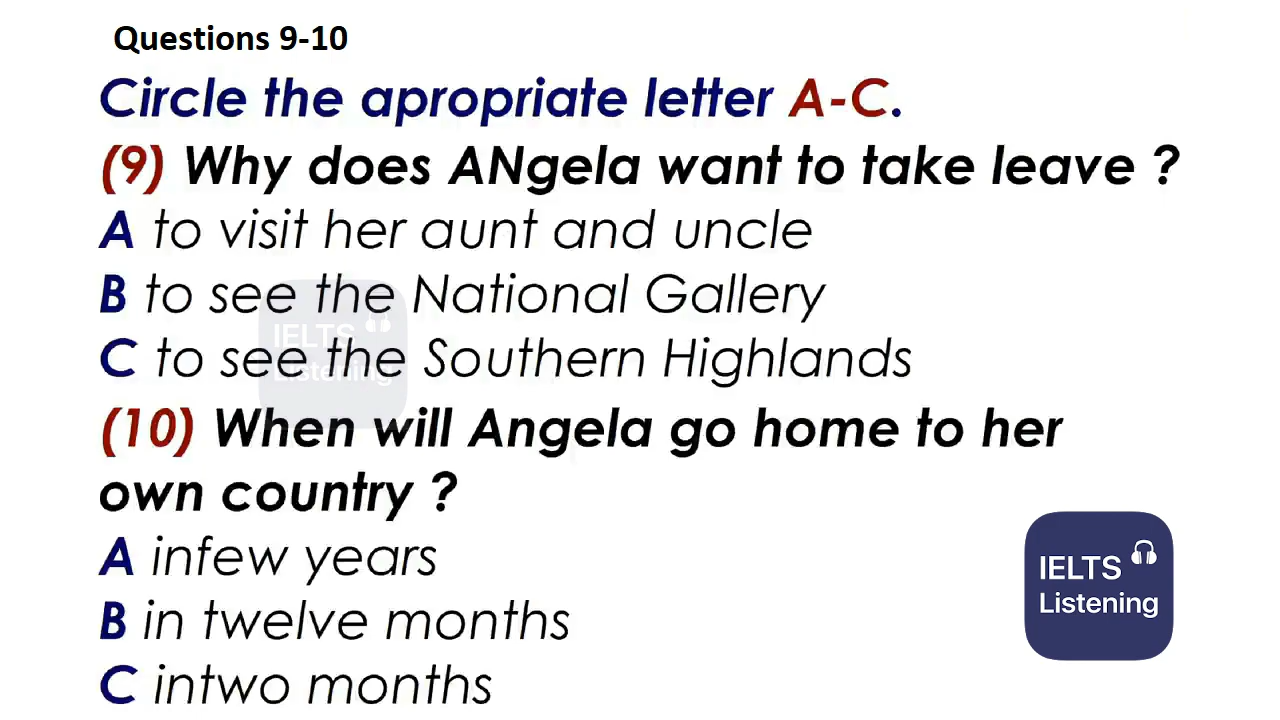 Questions 9-10
Circle the apropriate letter A-C.
(9) Why does ANgela want to take leave ?
A to visit her aunt and uncle
B to see the National Gallery
C to see the Southern Highlands
IELTS
Listening
(10) When will Angela go home to her
own country ?
A infew years
B in twelve months
C intwo months
IELTS
Listening